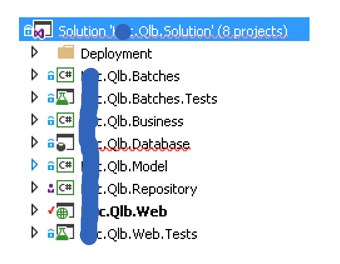 Solution ' c.Qlb.Solution' (8 projects)
Deployment
c.Qlb.Batches
c.Qlb.Batches.Tests
c.Qlb.Business
c.Qlb.Database
c.Qlb.Model
c.Qlb.Repository
c.Qlb.Web
c.Qlb.Web.Tests